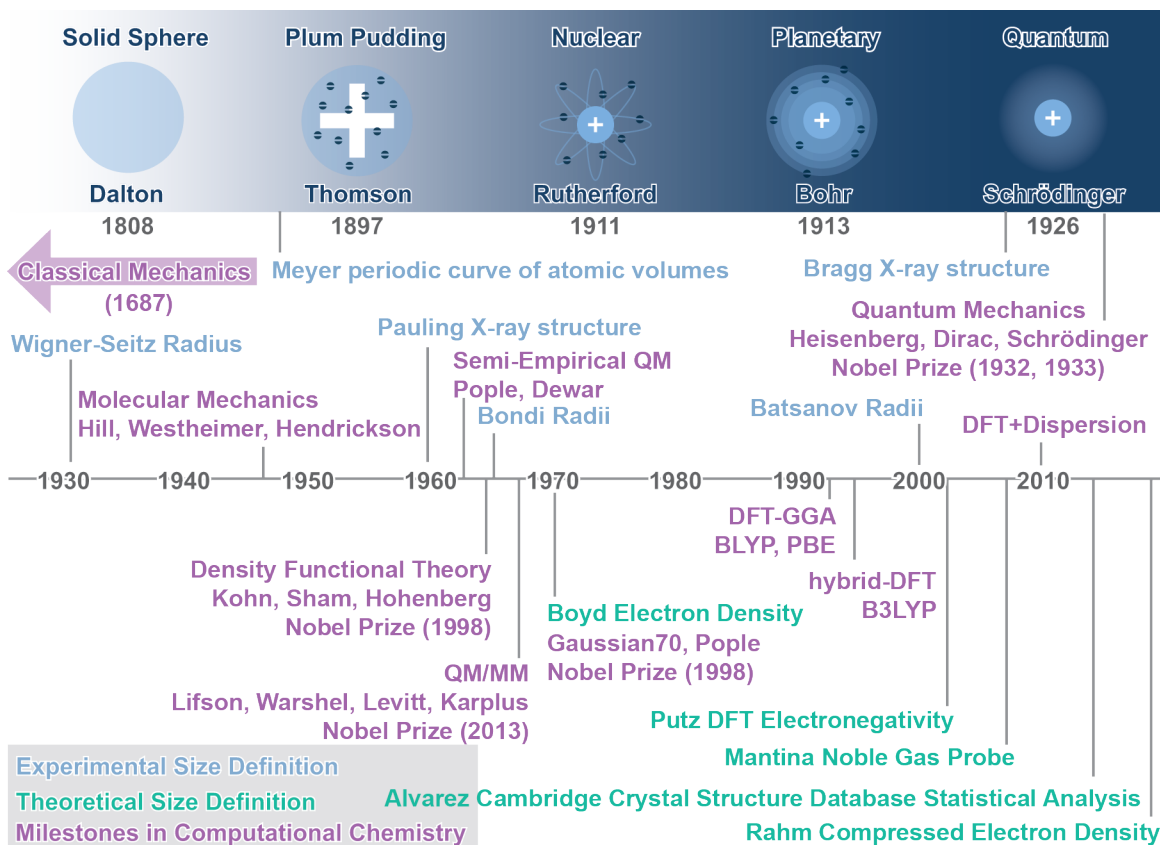 Solid Sphere
Plum Pudding
Nuclear
Planetary
Quantum
+
+
+
Dalton
Thomson
Rutherford
Bohr
Schrödinger
1808
1897
1911
1913
1926
Classical Mechanics
(1687)
Meyer periodic curve of atomic volumes
Bragg X-ray structure
Quantum Mechanics
Heisenberg, Dirac, Schrödinger
Nobel Prize (1932, 1933)
Wigner-Seitz Radius
Pauling X-ray structure
Semi-Empirical QM
Pople, Dewar
Molecular Mechanics
Hill, Westheimer, Hendrickson
Bondi Radii
Batsanov Radii
DFT+Dispersion
1930
1940
1950
1960
1970
1980
1990
2000
2010
DFT-GGA
BLYP, PBE
Density Functional Theory
Kohn, Sham, Hohenberg
Nobel Prize (1998)
hybrid-DFT
B3LYP
Boyd Electron Density
Gaussian70, Pople
Nobel Prize (1998)
QM/MM
Lifson, Warshel, Levitt, Karplus
Nobel Prize (2013)
Putz DFT Electronegativity
Mantina Noble Gas Probe
Alvarez Cambridge Crystal Structure Database Statistical Analysis
Rahm Compressed Electron Density
Experimental Size Definition
Theoretical Size Definition
Milestones in Computational Chemistry